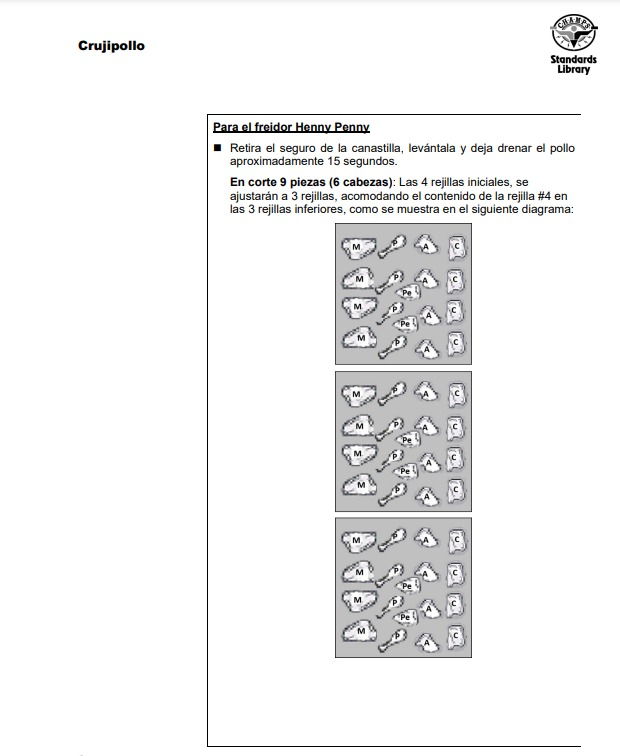 Crujipollo
CHAMPS
Standards
Library
Para el freidor Henny Penny
■ Retira el seguro de la canastilla, levántala y deja drenar el pollo
aproximadamente 15 segundos.
En corte 9 piezas (6 cabezas): Las 4 rejillas iniciales, se
ajustarán a 3 rejillas, acomodando el contenido de la rejilla #4 en
las 3 rejillas inferiores, como se muestra en el siguiente diagrama:
M P A C
M P A C
Pe
M P A C
Pe
M P A C
M P A C
M P A C
Pe
M P A C
Pe
M P A C
M P A C
M P A C
Pe
M P A C
Pe
M P A C